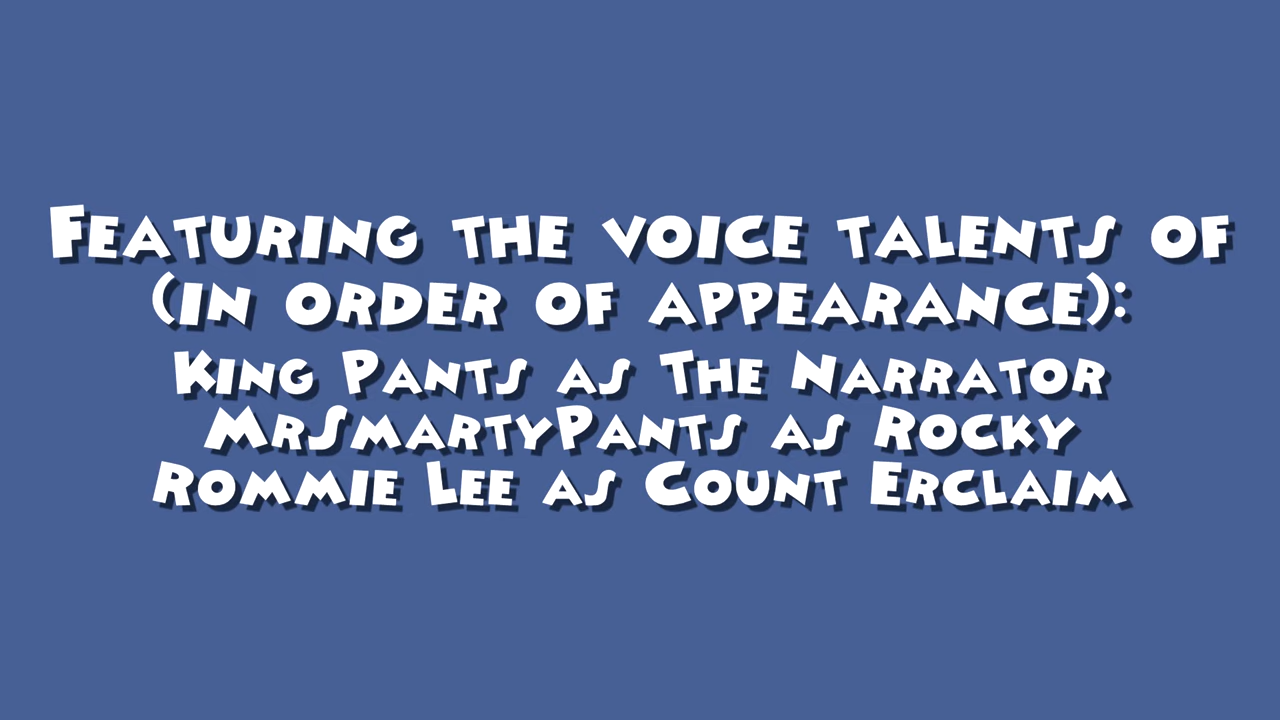 Featuring the voice talents of
(in order of appearance):
King Pants as The Narrator
MrSmartyPants as Rocky
Rommie Lee as Count Erclaim